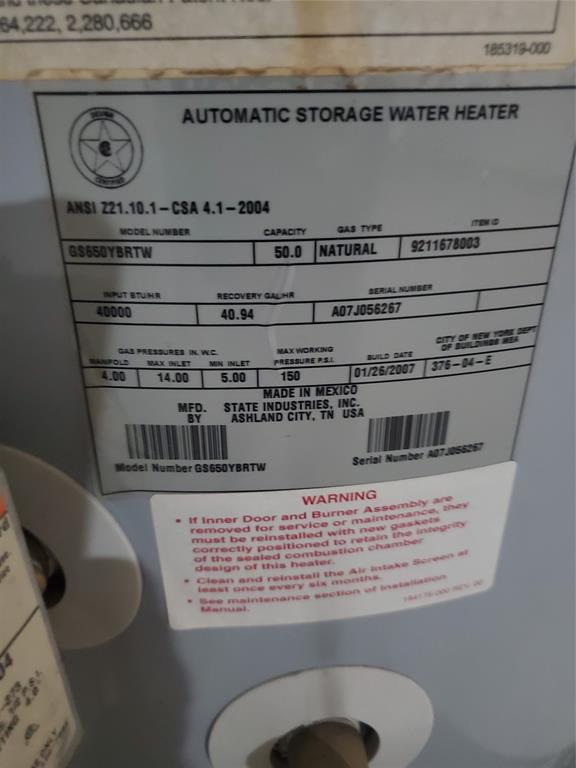 64,222, 2,280,666
185319-000
AUTOMATIC STORAGE WATER HEATER
ANSI Z21.10.1-CSA 4.1-2004
MODEL NUMBER CAPACITY GAS TYPE ITEM ID
GS650YBRTW 50.0 NATURAL 9211678003
INPUT BTU/HR RECOVERY GAL/HR SERIAL NUMBER
40000 40.94 A07J056267
GAS PRESSURES IN. W.C. MAX WORKING BUILD DATE CITY OF NEW YORK DEPT
MANIFOLD MAX INLET MIN INLET PRESSURE P.S.I. OF BUILDINGS MEA
4.00 14.00 5.00 150 01/26/2007 376-04-E
MADE IN MEXICO
MFD. STATE INDUSTRIES, INC.
BY ASHLAND CITY, TN USA
Model Number GS650YBRTW Serial Number A07J056267
WARNING
• If Inner Door and Burner Assembly are
removed for service or maintenance, they
must be reinstalled with new gaskets
correctly positioned to retain the integrity
of the sealed combustion chamber
design of this heater.
• Clean and reinstall the Air Intake Screen at
least once every six months.
• See maintenance section of Installation
Manual.
184175-000 REV. 00